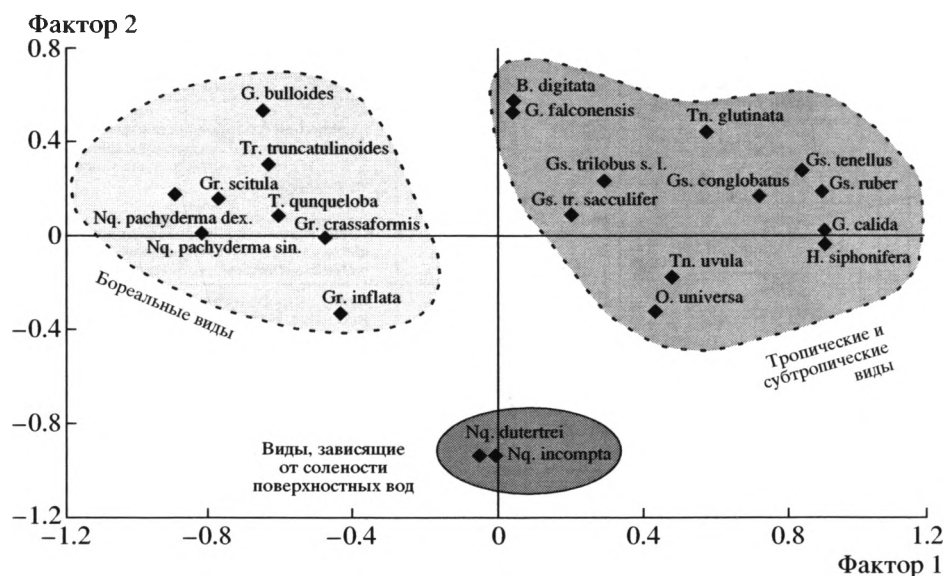 Фактор 2
0.8
0.4
0
−0.4
−0.8
−1.2
G. bulloides
Tr. truncatulinoides
Gr. scitula
T. qunqueloba
Nq. pachyderma dex.
Gr. crassaformis
Nq. pachyderma sin.
Gr. inflata
Бореальные виды
B. digitata
G. falconensis
Tn. glutinata
Gs. trilobus s. l.
Gs. tenellus
Gs. conglobatus
Gs. ruber
Gs. tr. sacculifer
G. calida
H. siphonifera
Tn. uvula
O. universa
Тропические и
субтропические
виды
Nq. dutertrei
Nq. incompta
Виды, зависящие
от солености
поверхностных вод
−1.2
−0.8
−0.4
0
0.4
0.8
1.2
Фактор 1